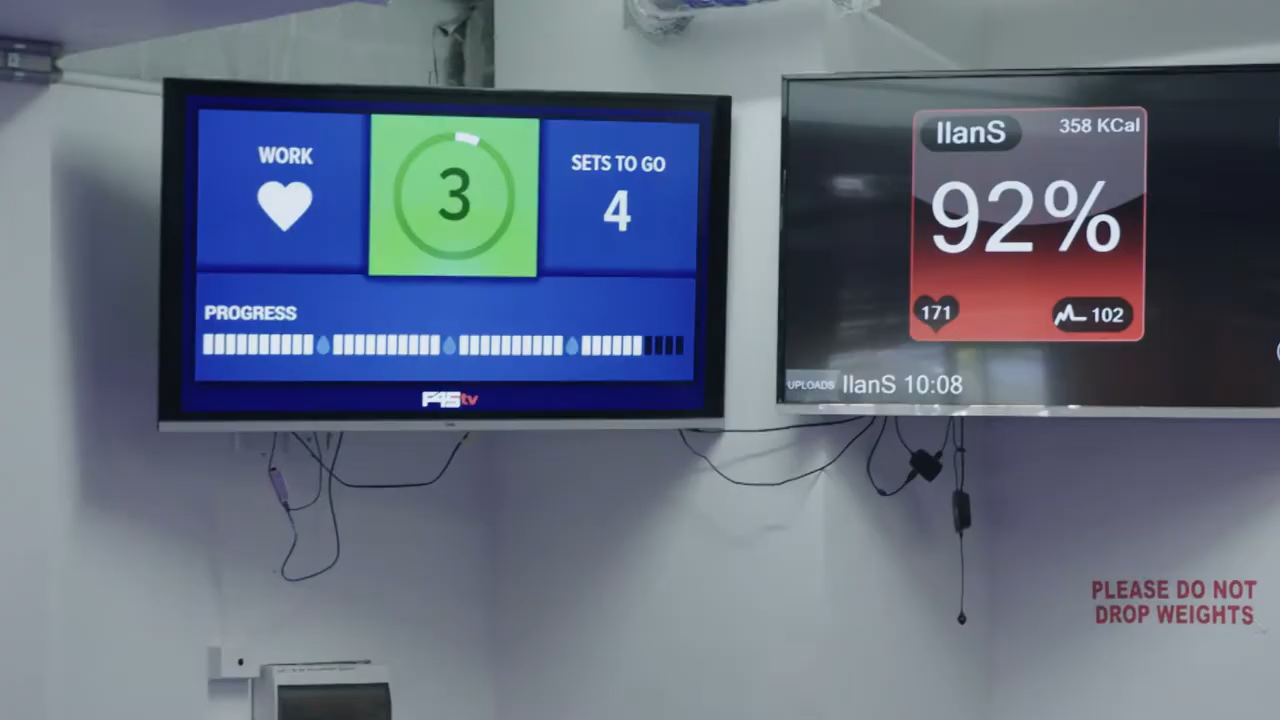 WORK
3
SETS TO GO
4
PROGRESS
F45tv
IlanS
358 KCal
92%
171
102
UPLOADS
IlanS 10:08
PLEASE DO NOT
DROP WEIGHTS